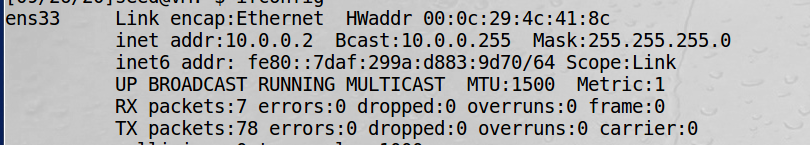 ens33 Link encap:Ethernet HWaddr 00:0c:29:4c:41:8c
inet addr:10.0.0.2 Bcast:10.0.0.255 Mask:255.255.255.0
inet6 addr: fe80::7daf:299a:d883:9d70/64 Scope:Link
UP BROADCAST RUNNING MULTICAST MTU:1500 Metric:1
RX packets:7 errors:0 dropped:0 overruns:0 frame:0
TX packets:78 errors:0 dropped:0 overruns:0 carrier:0